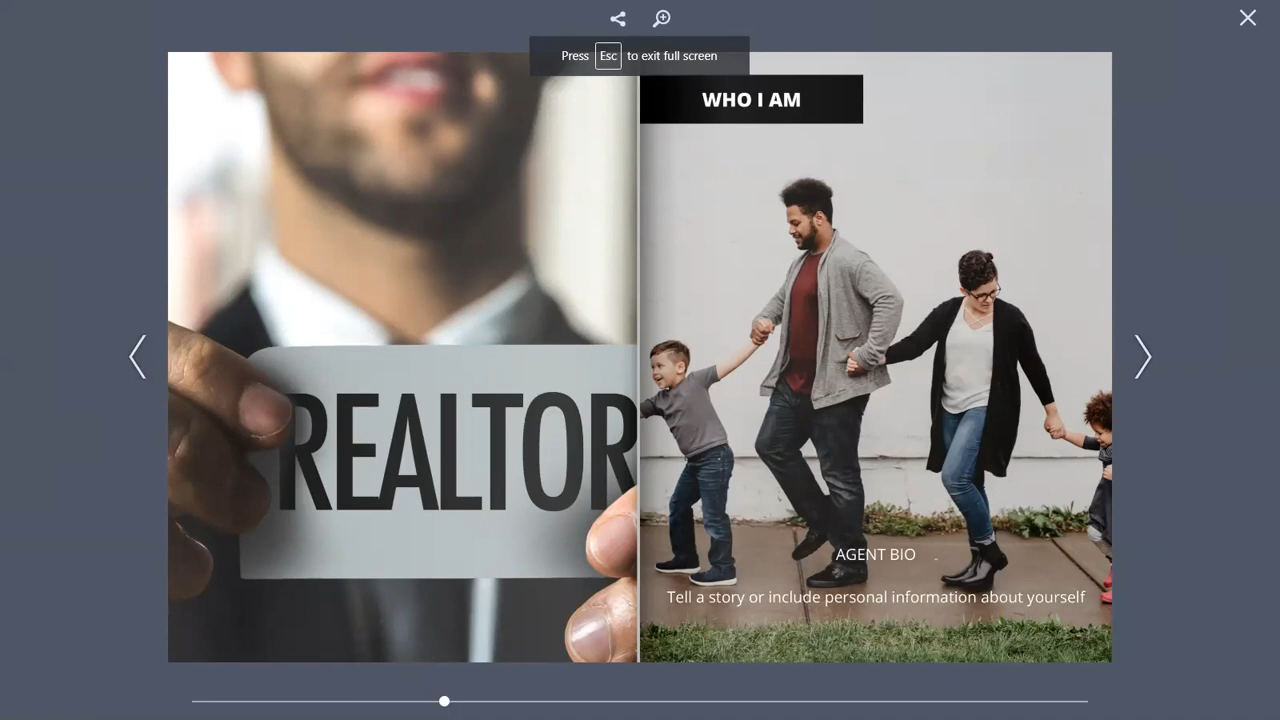 Press Esc to exit full screen
WHO I AM
REALTOR
AGENT BIO
Tell a story or include personal information about yourself